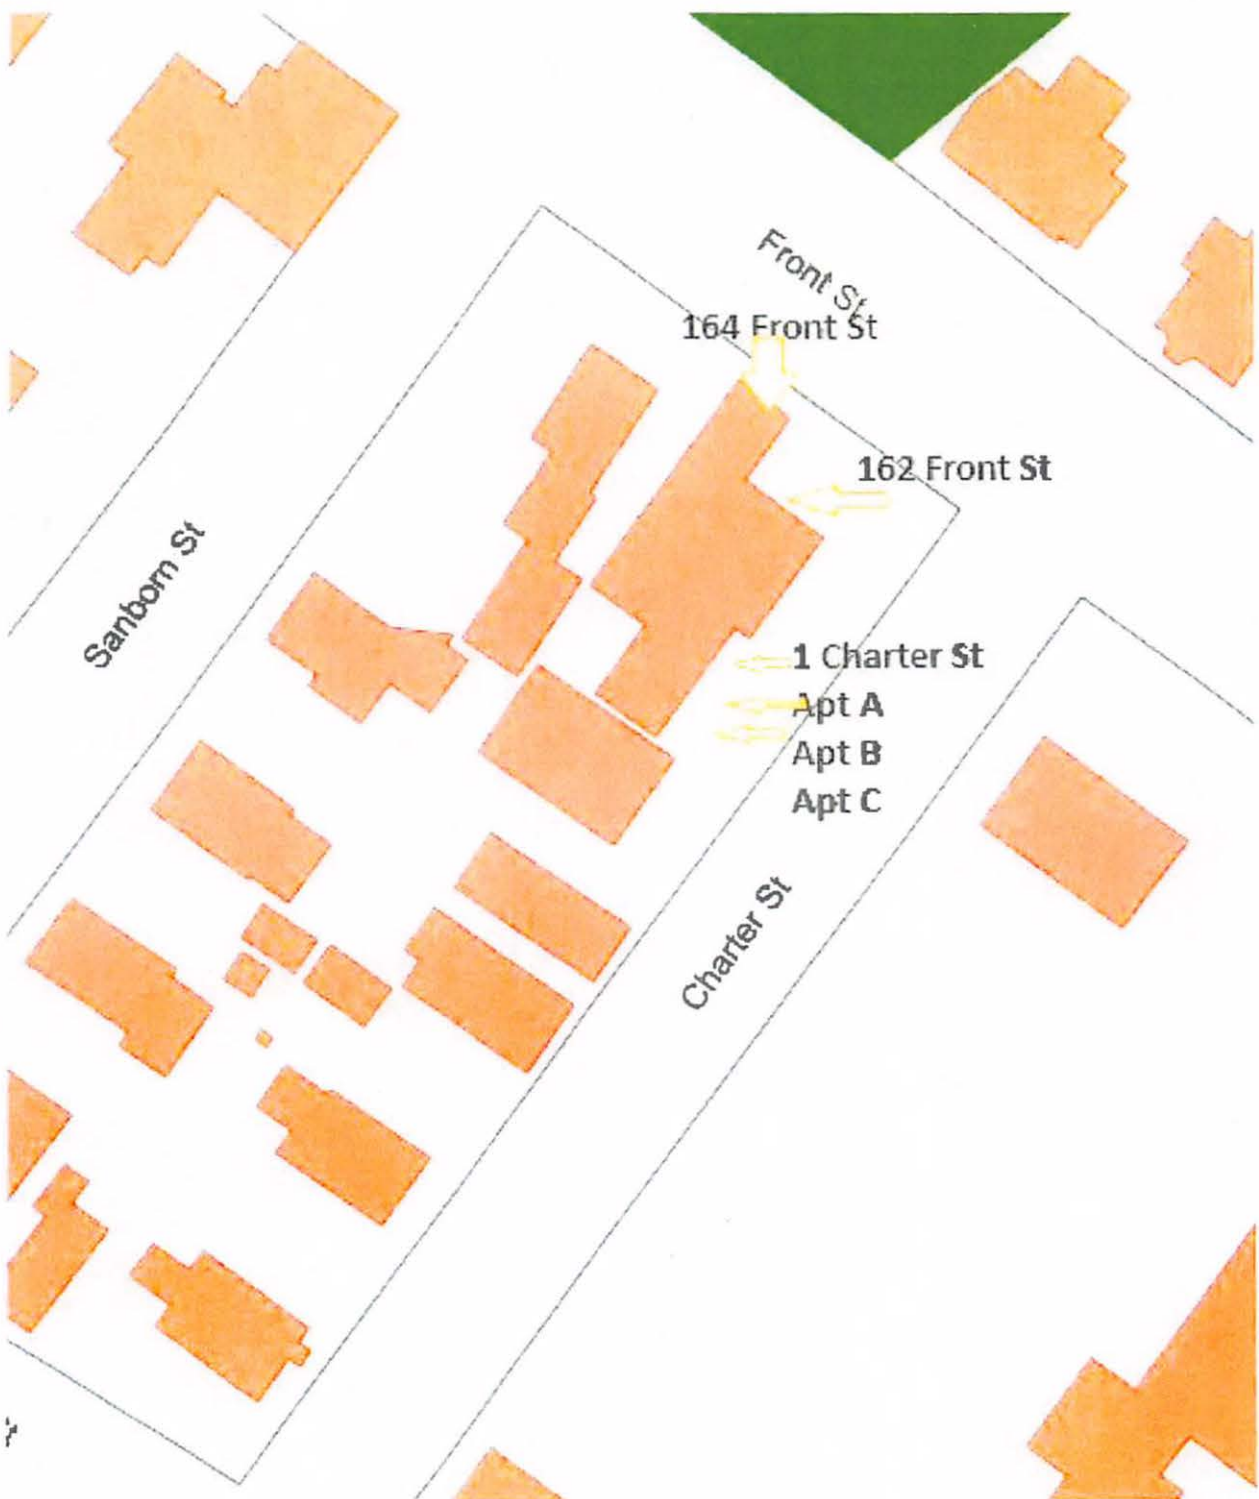 Front St
164 Front St
162 Front St
Sanborn St
1 Charter St
Apt A
Apt B
Apt C
Charter St